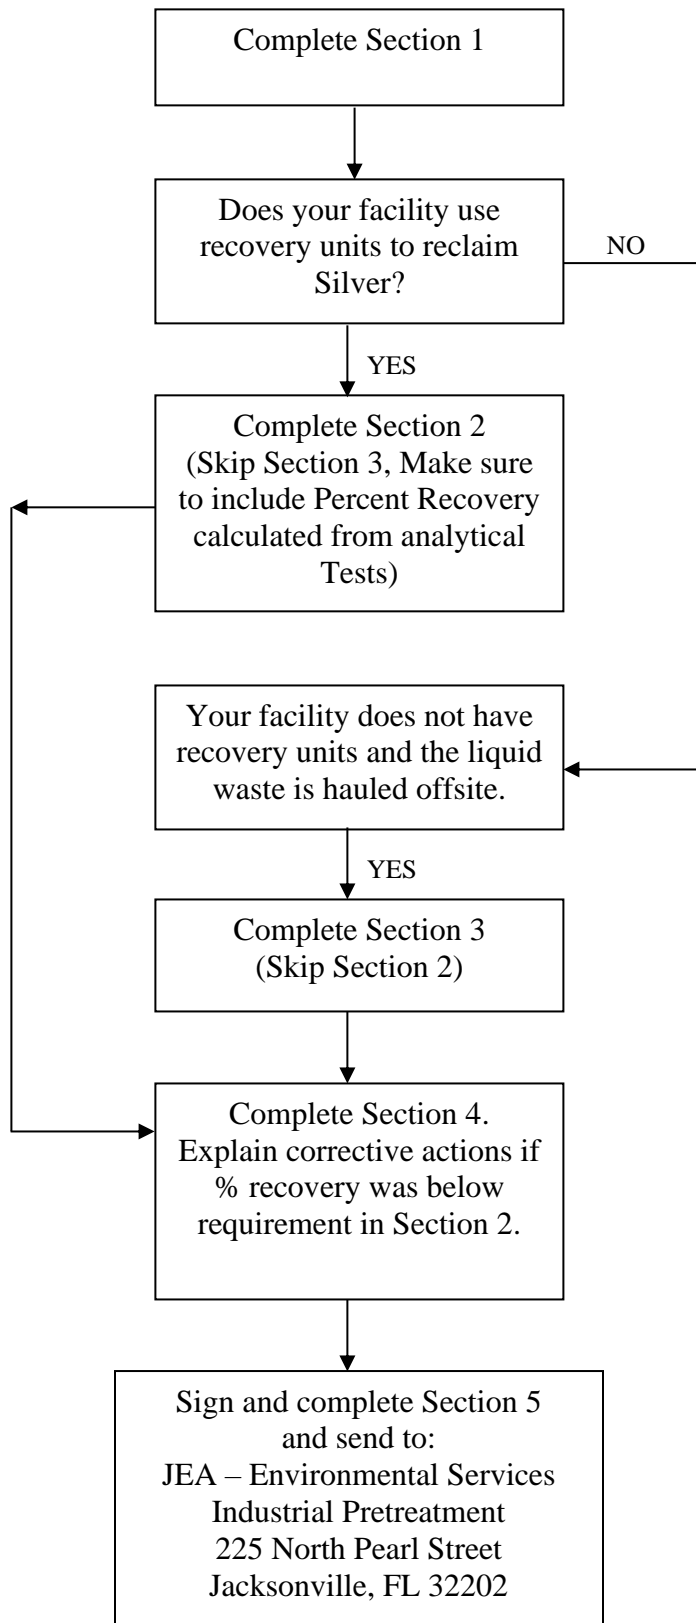 Complete Section 1
Does your facility use
recovery units to reclaim
Silver?
NO
YES
Complete Section 2
(Skip Section 3, Make sure
to include Percent Recovery
calculated from analytical
Tests)
Your facility does not have
recovery units and the liquid
waste is hauled offsite.
YES
Complete Section 3
(Skip Section 2)
Complete Section 4.
Explain corrective actions if
% recovery was below
requirement in Section 2.
Sign and complete Section 5
and send to:
JEA – Environmental Services
Industrial Pretreatment
225 North Pearl Street
Jacksonville, FL 32202